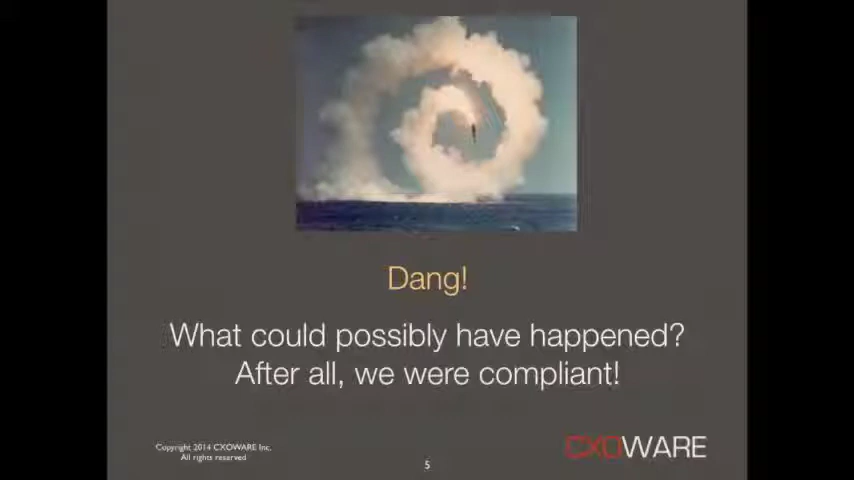 Dang!
What could possibly have happened?
After all, we were compliant!
Copyright 2014 CXOWARE Inc.
All rights reserved
5
CXOWARE